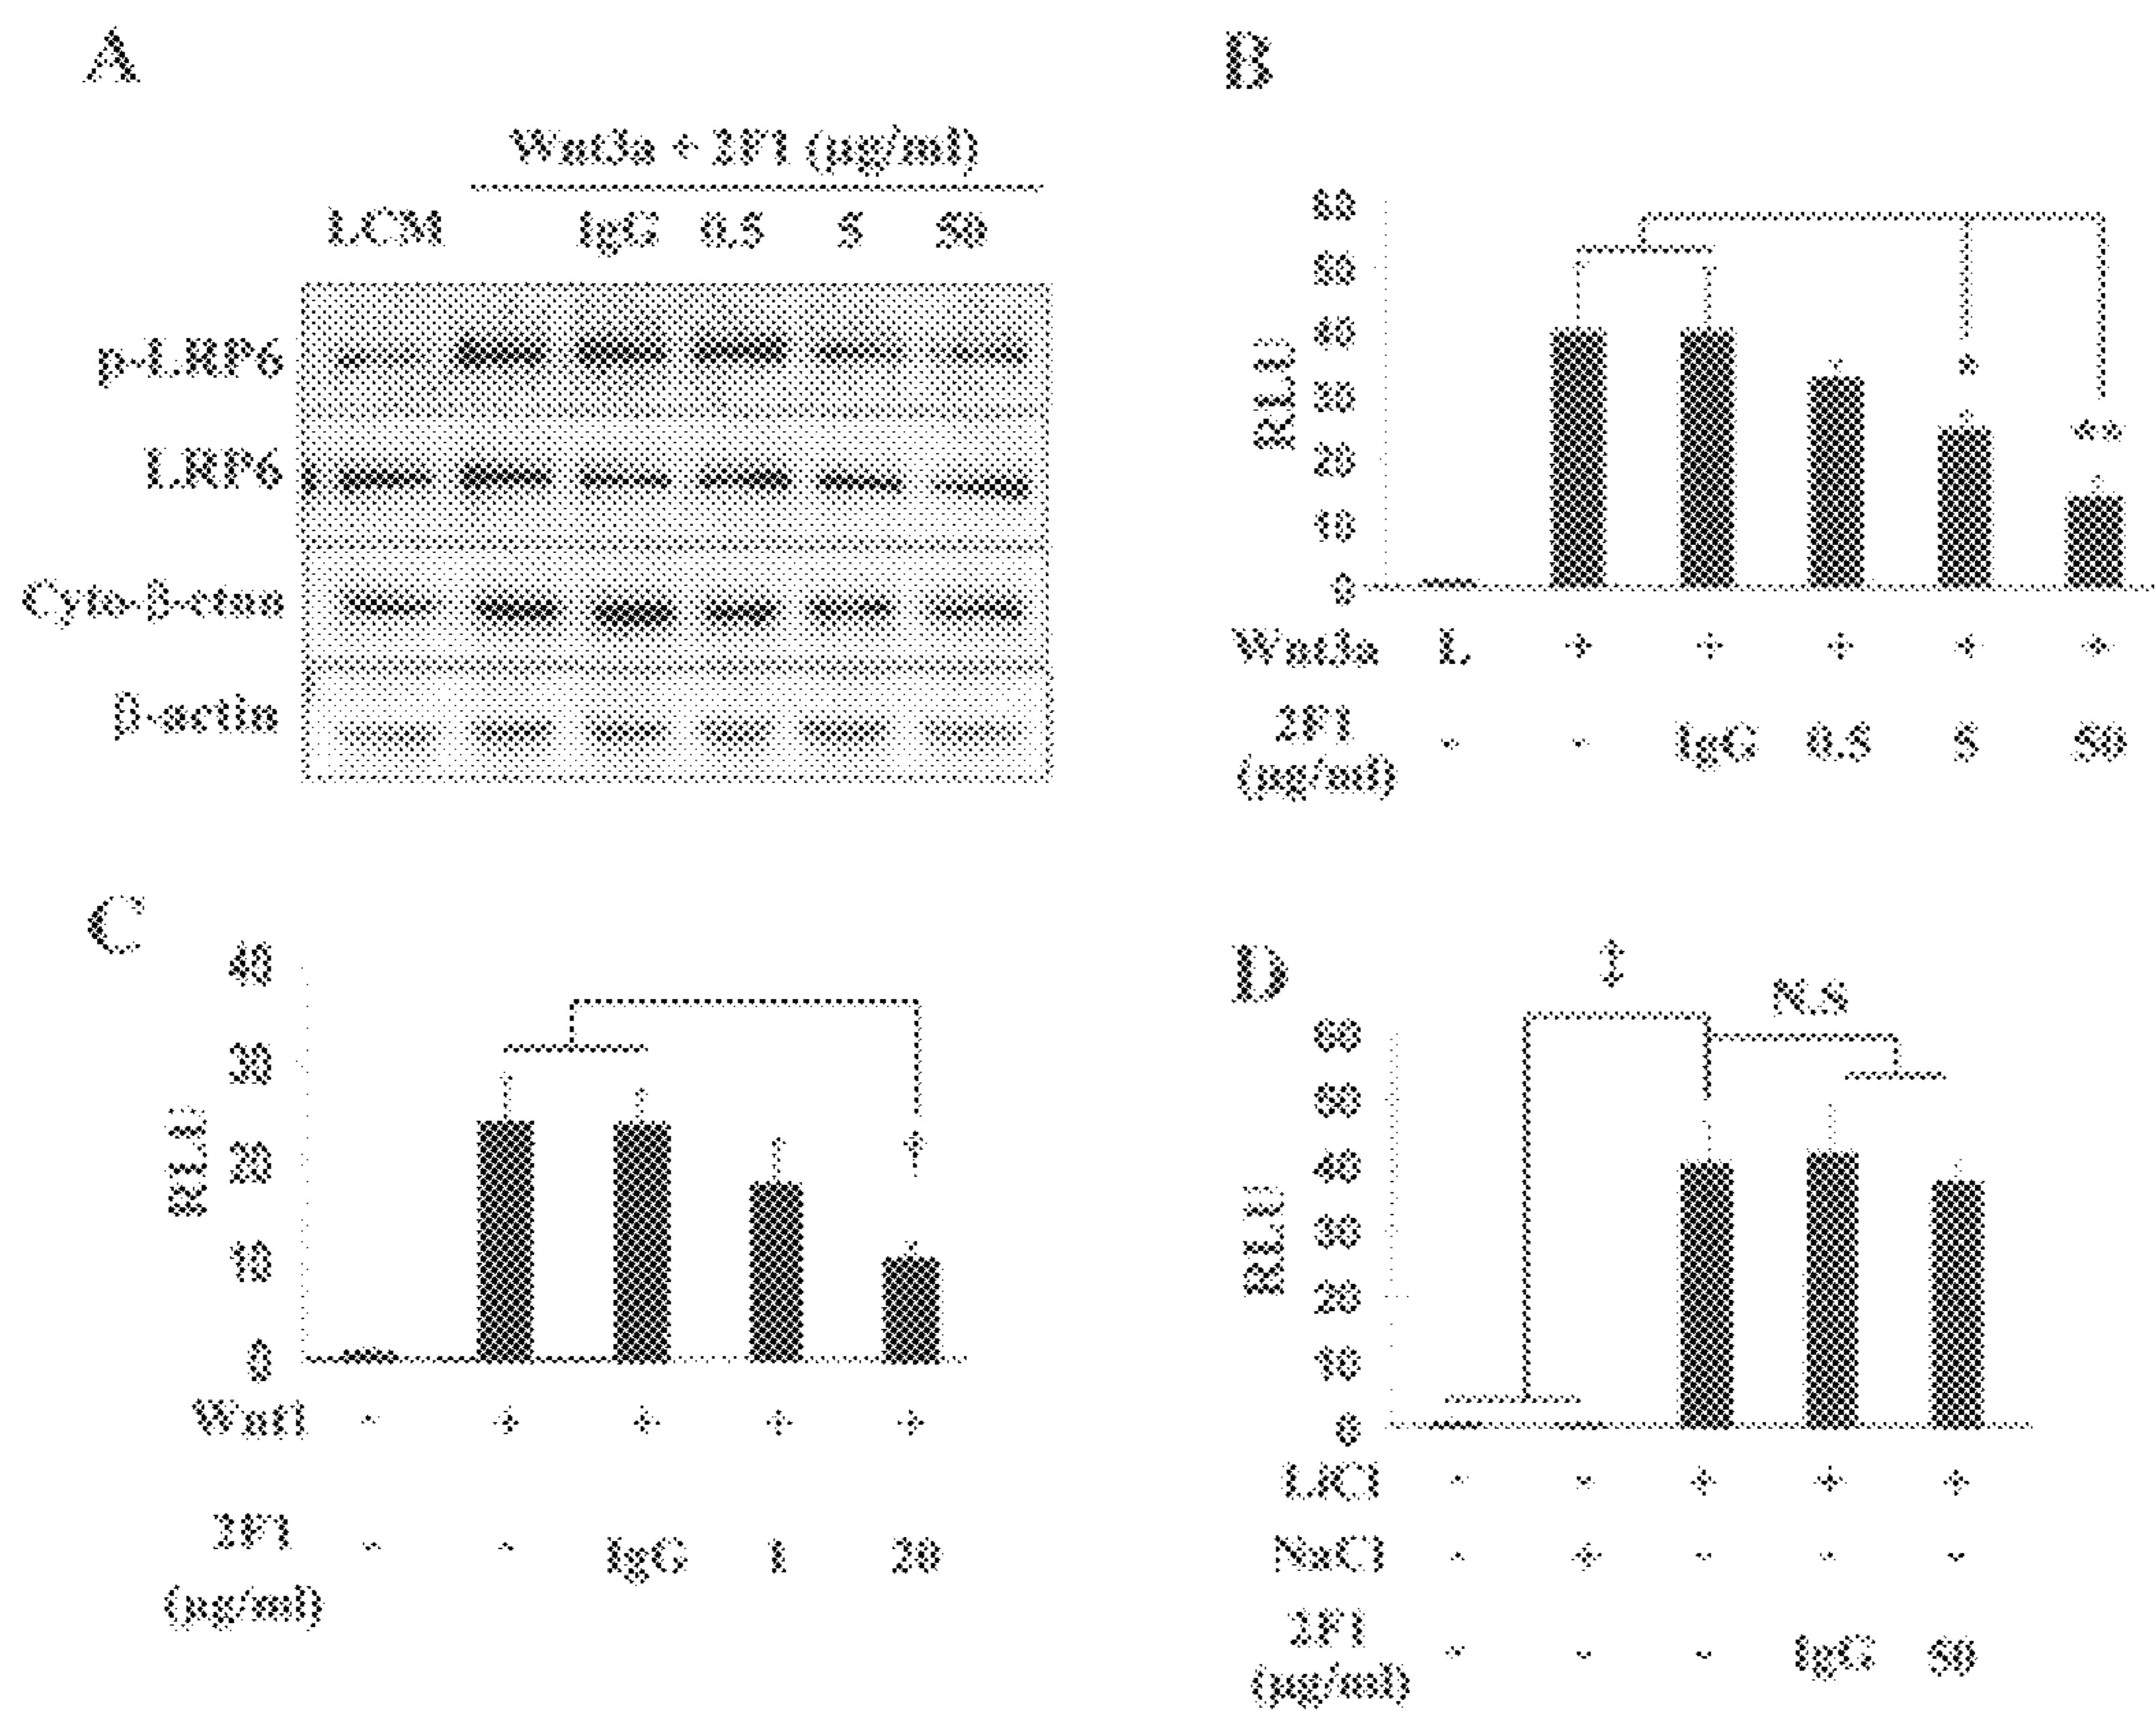 A
Wnt3a + 2F1 (μg/ml)
LCM IgG 0.5 5 50
p-LRP6
LRP6
Cyto-β-ctnn
β-actin
B
RLU
60
50
40
30
20
10
0
* **
Wnt3a L + + + + +
2F1 - - IgG 0.5 5 50
(μg/ml)
C
RLU
40
30
20
10
0
†
Wnt1 - + + + +
2F1 - - IgG 1 20
(μg/ml)
D
‡
N.S
RLU
60
50
40
30
20
10
0
LiCl - - + + +
NaCl - + - - -
2F1 - - - IgG 50
(μg/ml)